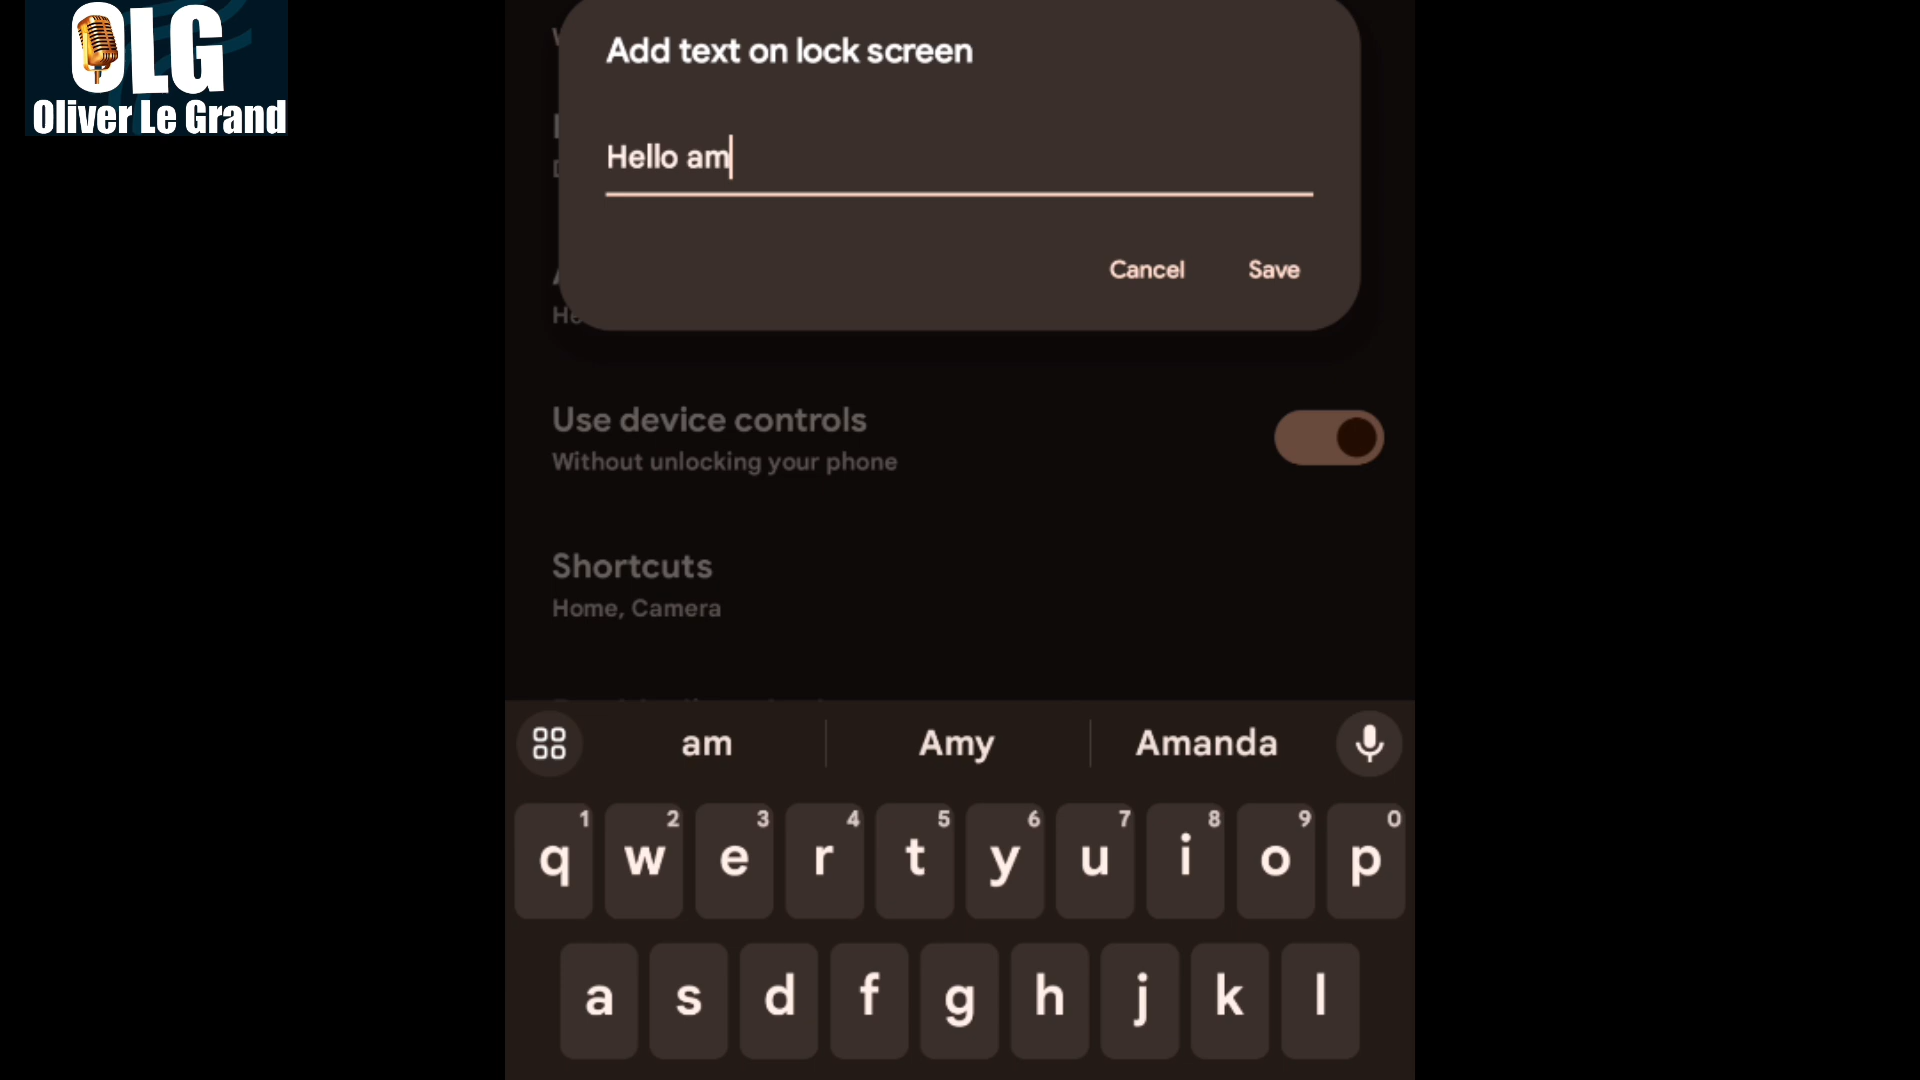 OLG
Oliver Le Grand
Add text on lock screen
Hello am
Cancel Save
He
Use device controls
Without unlocking your phone
Shortcuts
Home, Camera
am Amy Amanda
1 2 3 4 5 6 7 8 9 0
q w e r t y u i o p
a s d f g h j k l